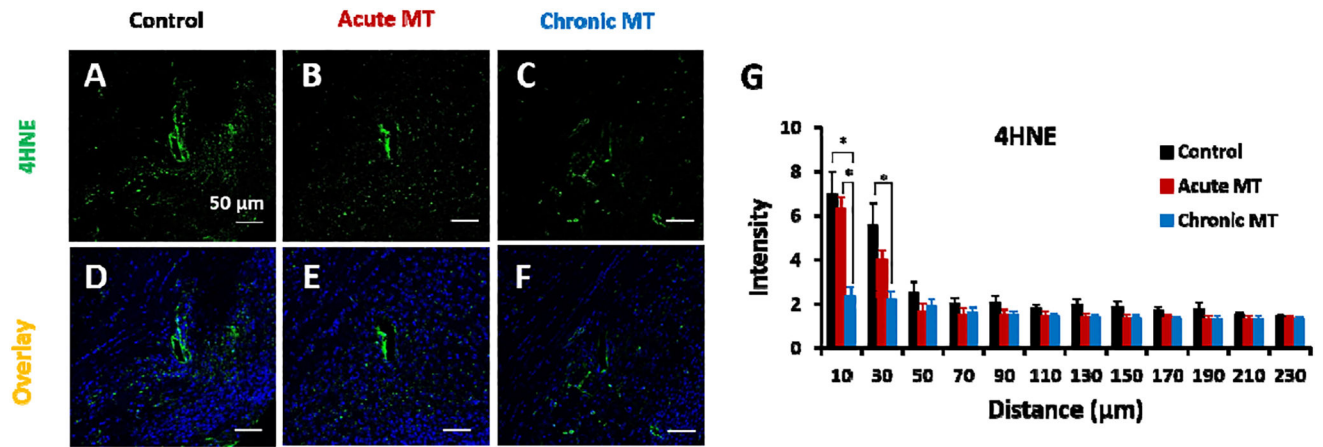 Control Acute MT Chronic MT
4HNE
A B C
50 µm
Overlay
D E F
G
4HNE
Control
Acute MT
Chronic MT
Intensity
10
8
6
4
2
0
* * *
10 30 50 70 90 110 130 150 170 190 210 230
Distance (µm)